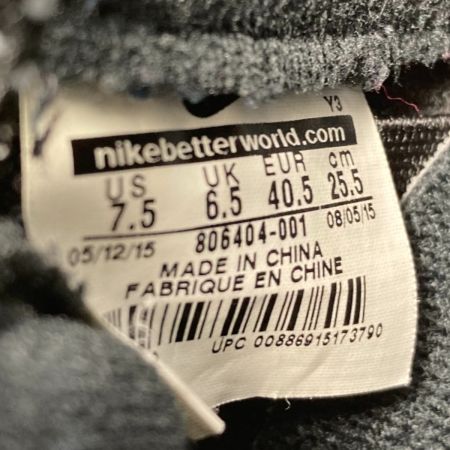 Y3
nikebetterworld.com
US UK EUR cm
7.5 6.5 40.5 25.5
05/12/15 806404-001 08/05/15
MADE IN CHINA
FABRIQUE EN CHINE
UPC 00886915173790